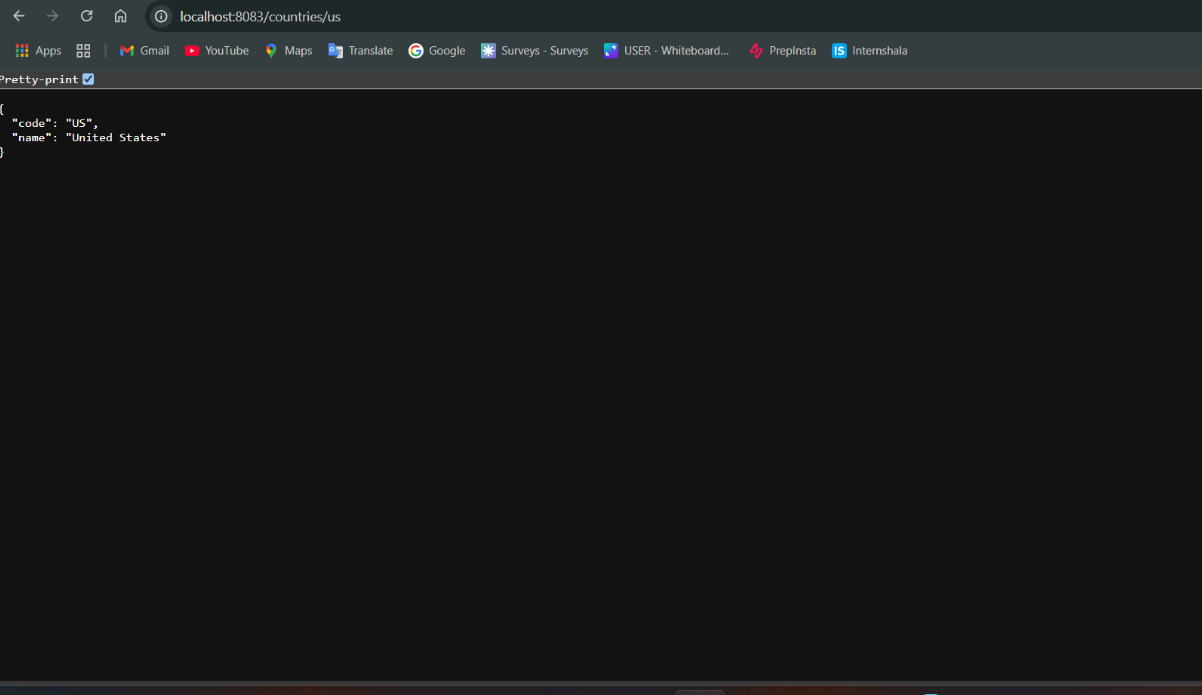 localhost:8083/countries/us
Apps Gmail YouTube Maps Translate Google Surveys - Surveys USER - Whiteboard... PrepInsta IS Internshala
Pretty-print
{
"code": "US",
"name": "United States"
}